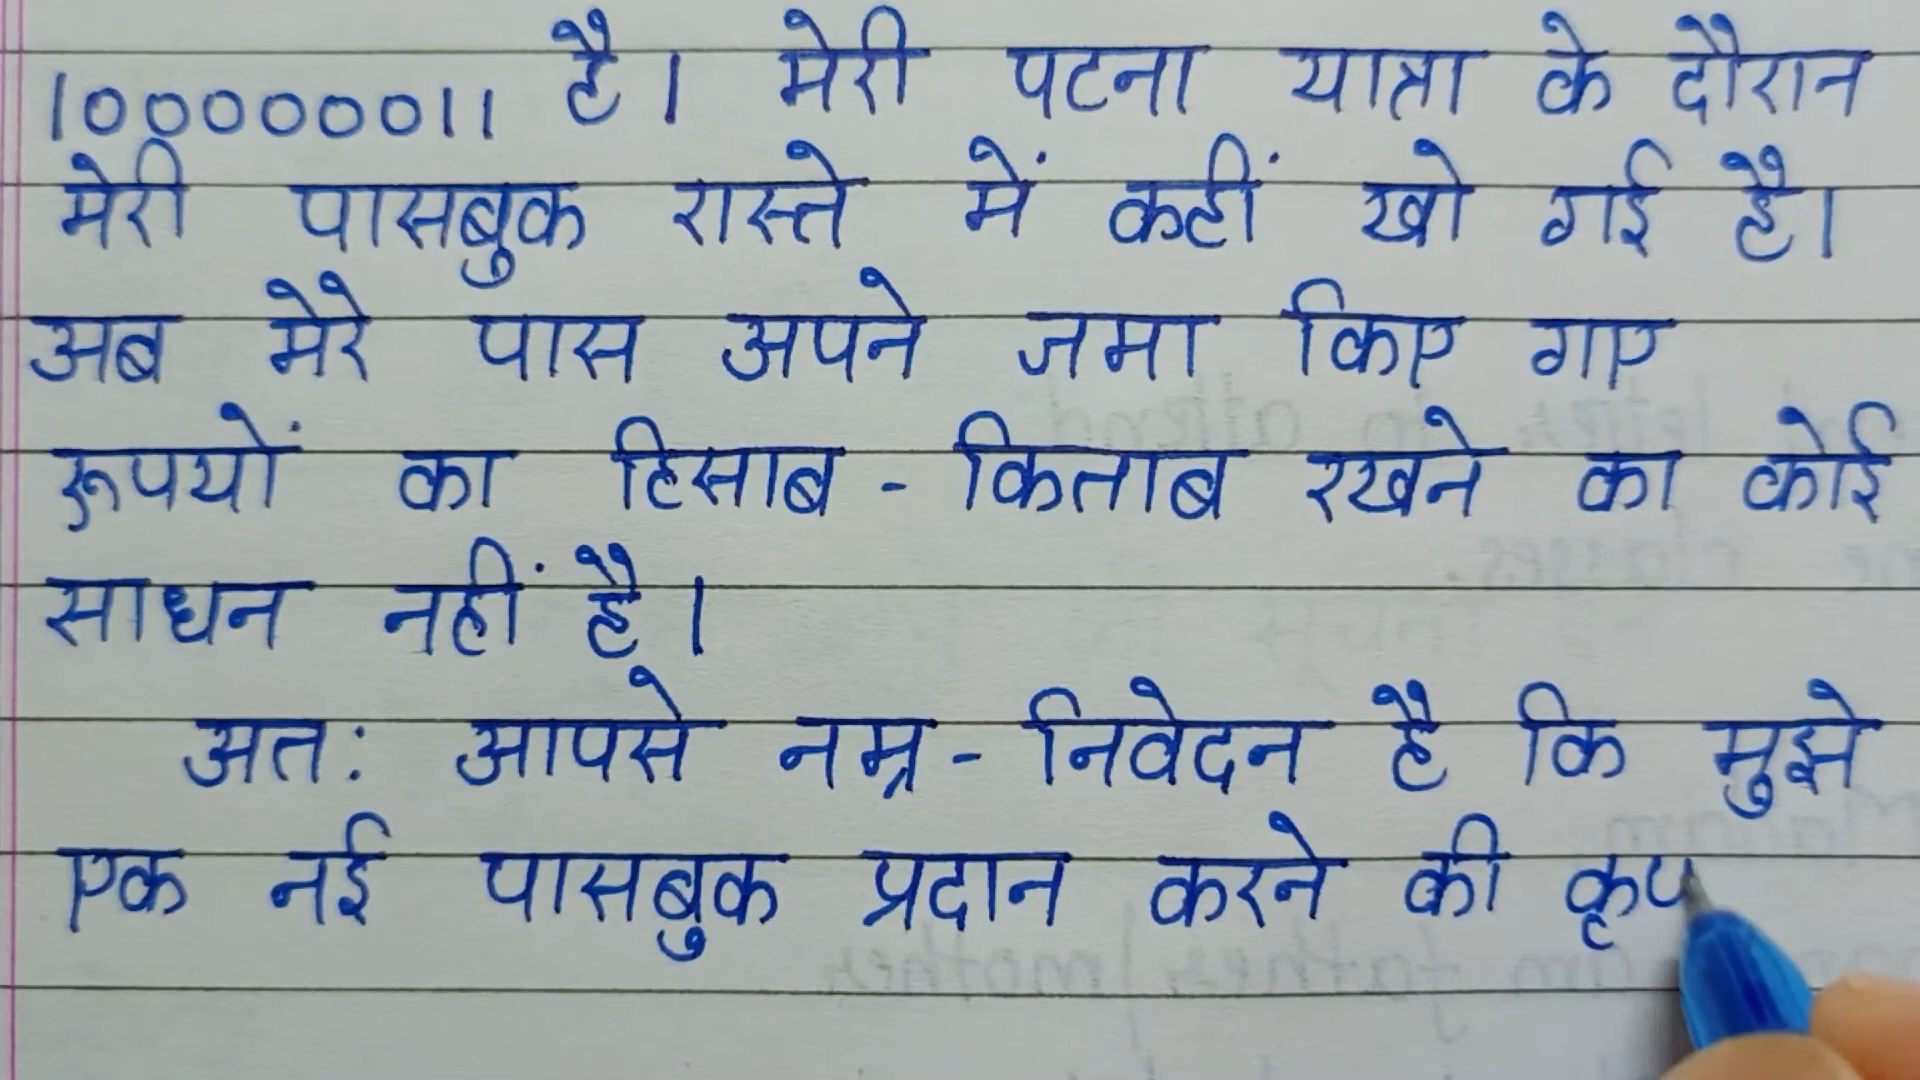 100000011 है। मेरी पटना यात्रा के दौरान
मेरी पासबुक रास्ते में कहीं खो गई है।
अब मेरे पास अपने जमा किए गए
रूपयों का हिसाब - किताब रखने का कोई
साधन नहीं है।
अतः आपसे नम्र - निवेदन है कि मुझे
एक नई पासबुक प्रदान करने की कृप